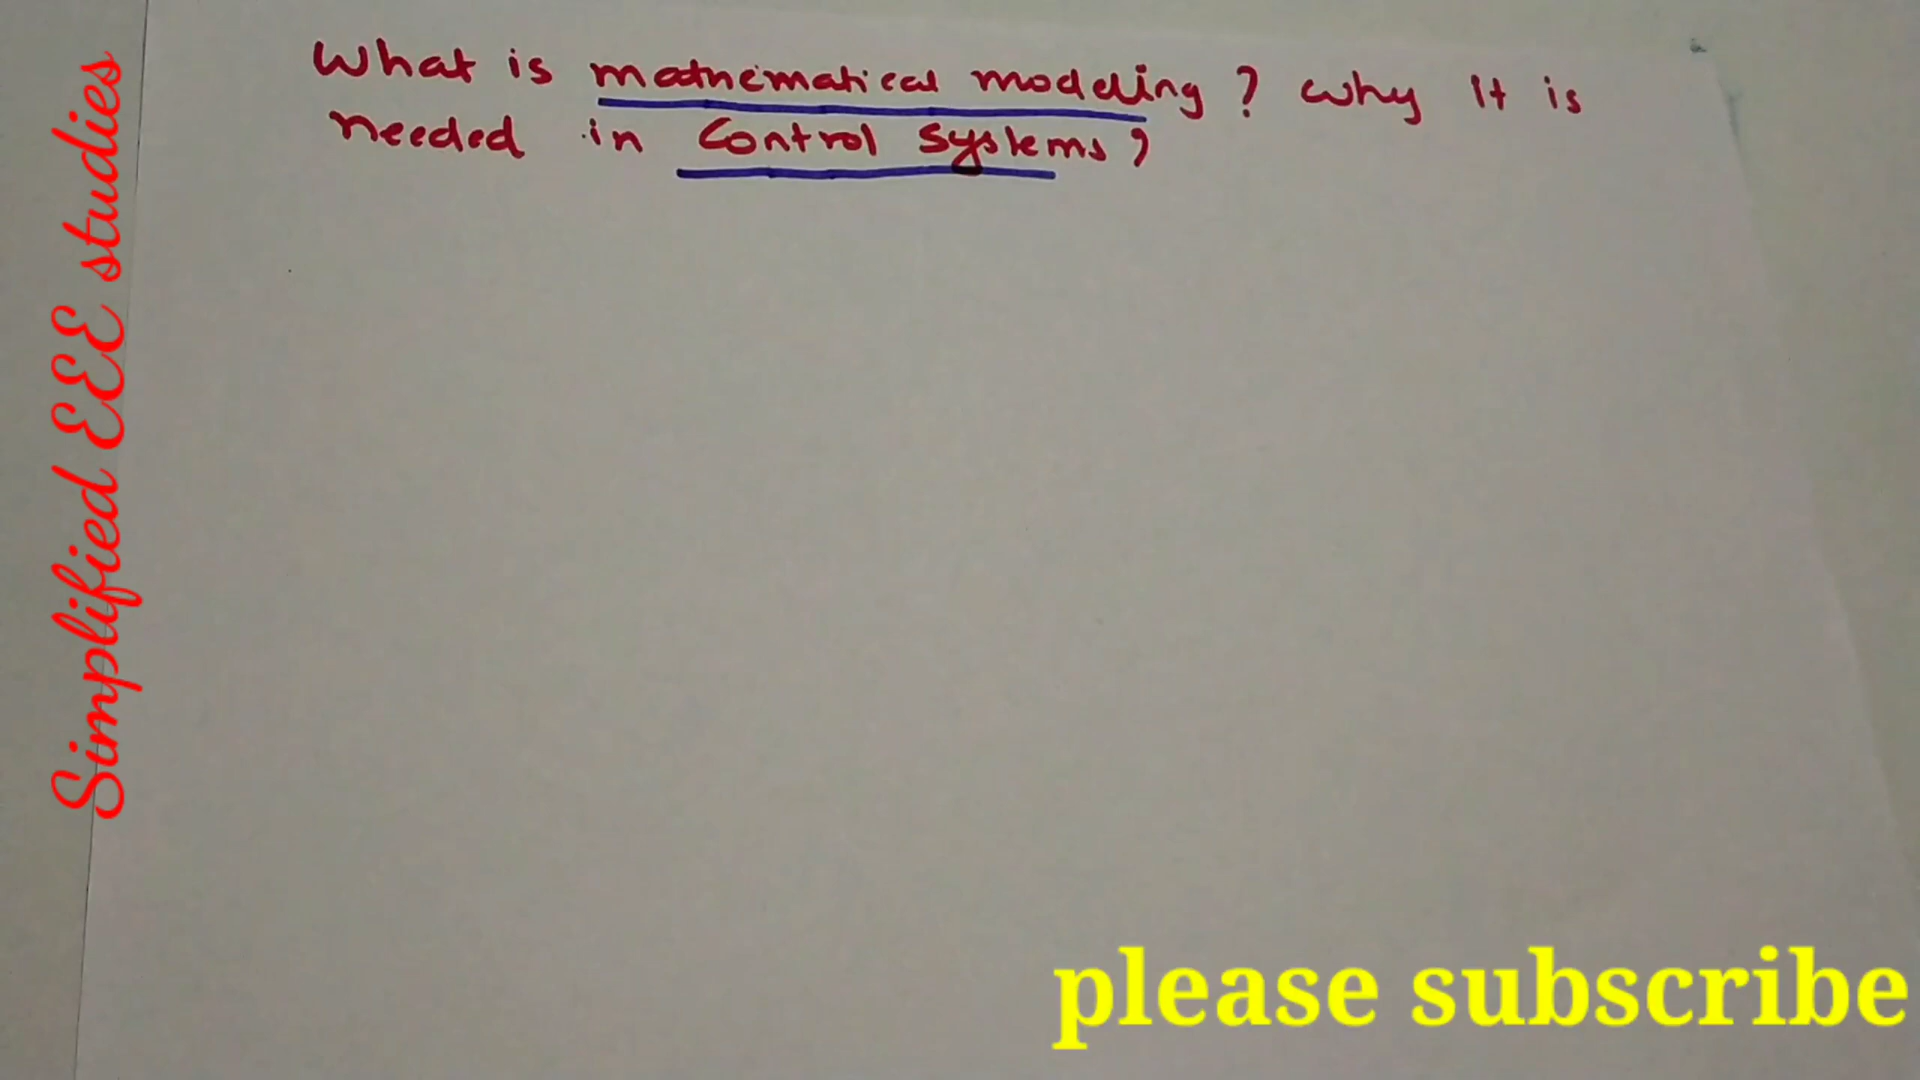 What is mathematical modeling? why It is
needed in Control Systems?
Simplified EEE studies
please subscribe